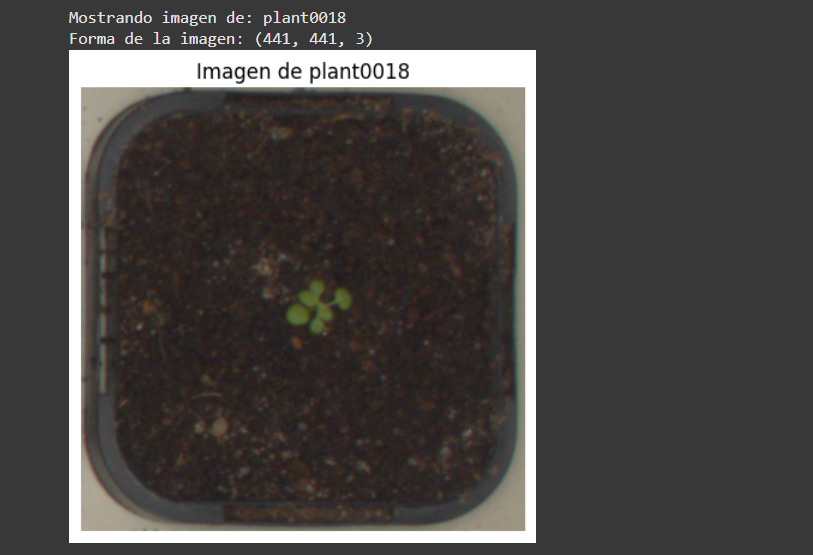 Mostrando imagen de: plant0018
Forma de la imagen: (441, 441, 3)
Imagen de plant0018